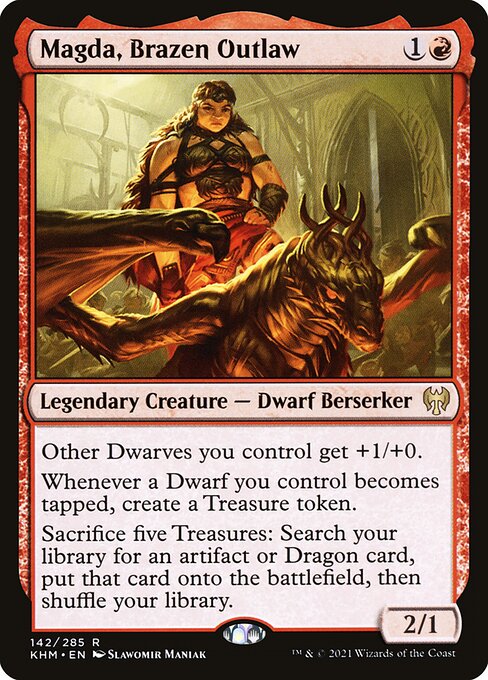 Magda, Brazen Outlaw 1
Legendary Creature — Dwarf Berserker
Other Dwarves you control get +1/+0.
Whenever a Dwarf you control becomes
tapped, create a Treasure token.
Sacrifice five Treasures: Search your
library for an artifact or Dragon card,
put that card onto the battlefield, then
shuffle your library.
2/1
142/285 R
KHM • EN SLAWOMIR MANIAK
™ & © 2021 Wizards of the Coast